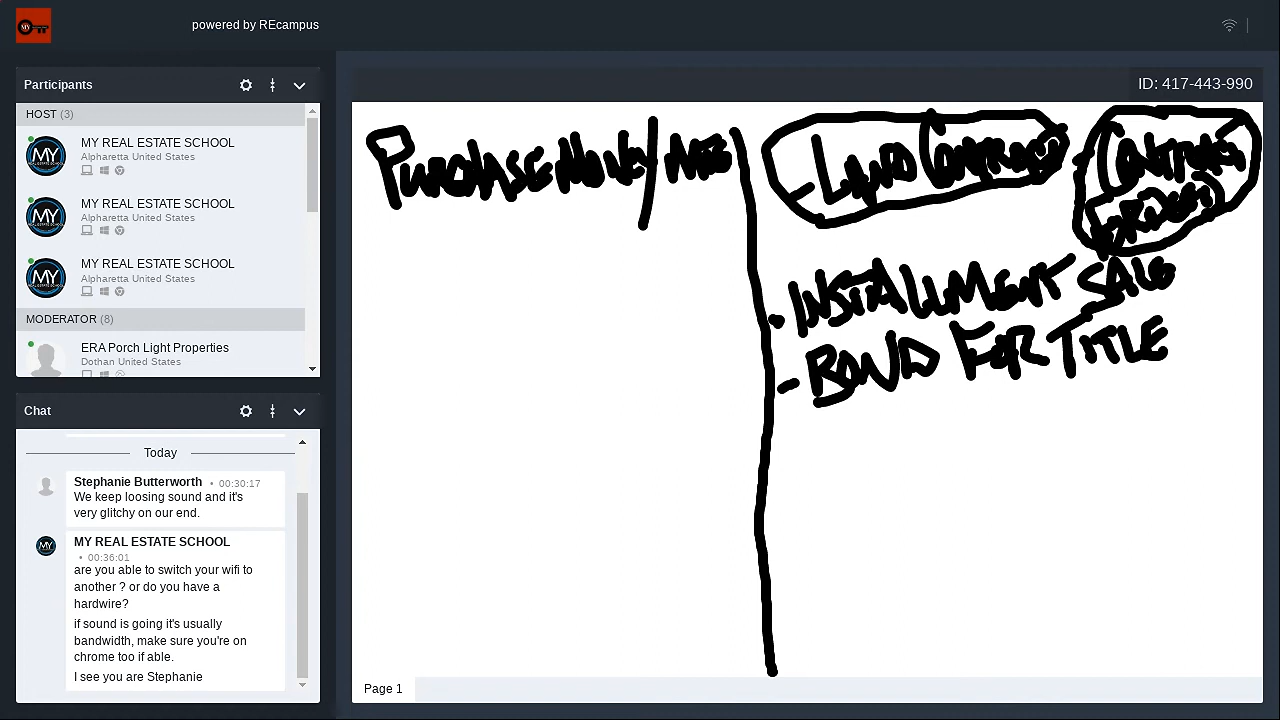 powered by REcampus
Participants
ID: 417-443-990
HOST (3)
MY REAL ESTATE SCHOOL
Alpharetta United States
MY REAL ESTATE SCHOOL
Alpharetta United States
MY REAL ESTATE SCHOOL
Alpharetta United States
MODERATOR (8)
ERA Porch Light Properties
Dothan United States
Chat
Today
Stephanie Butterworth • 00:30:17
We keep loosing sound and it's
very glitchy on our end.
MY REAL ESTATE SCHOOL
• 00:36:01
are you able to switch your wifi to
another ? or do you have a
hardwire?
if sound is going it's usually
bandwidth, make sure you're on
chrome too if able.
I see you are Stephanie
PURCHASE MONEY
- LAND CONTRACT
- CONTRACT
FOR DEED
- INSTALLMENT SALE
- BOND FOR TITLE
Page 1
MY
MY
MY
MY
MY